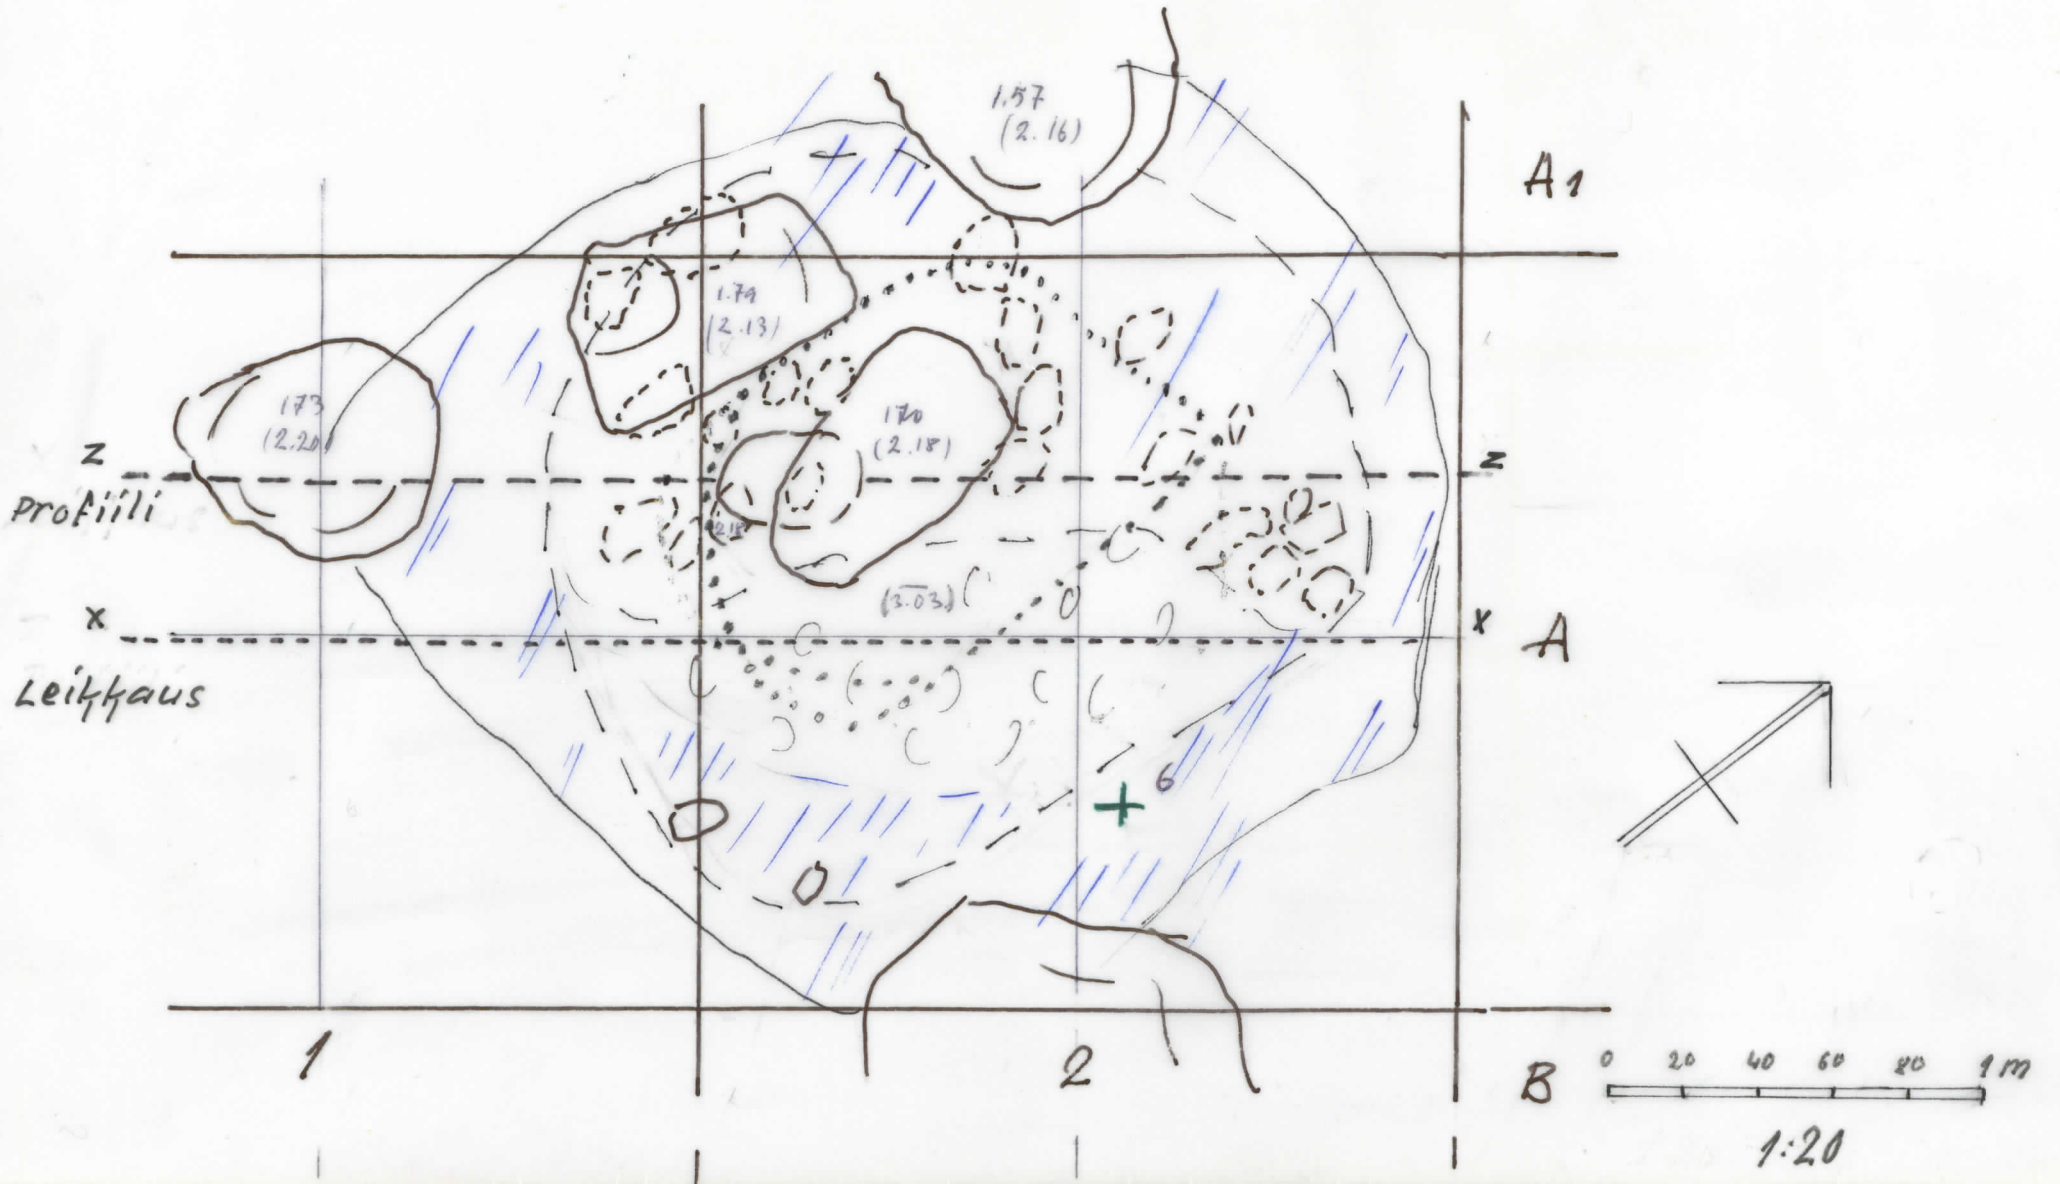 1.57
(2.16)
A1
1.79
(2.13)
173
(2.20)
170
(2.18)
z
z
Profiili
(3.03)
x
x
A
Leikkaus
6
1
2
B
0 20 40 60 80 1 m
1:20